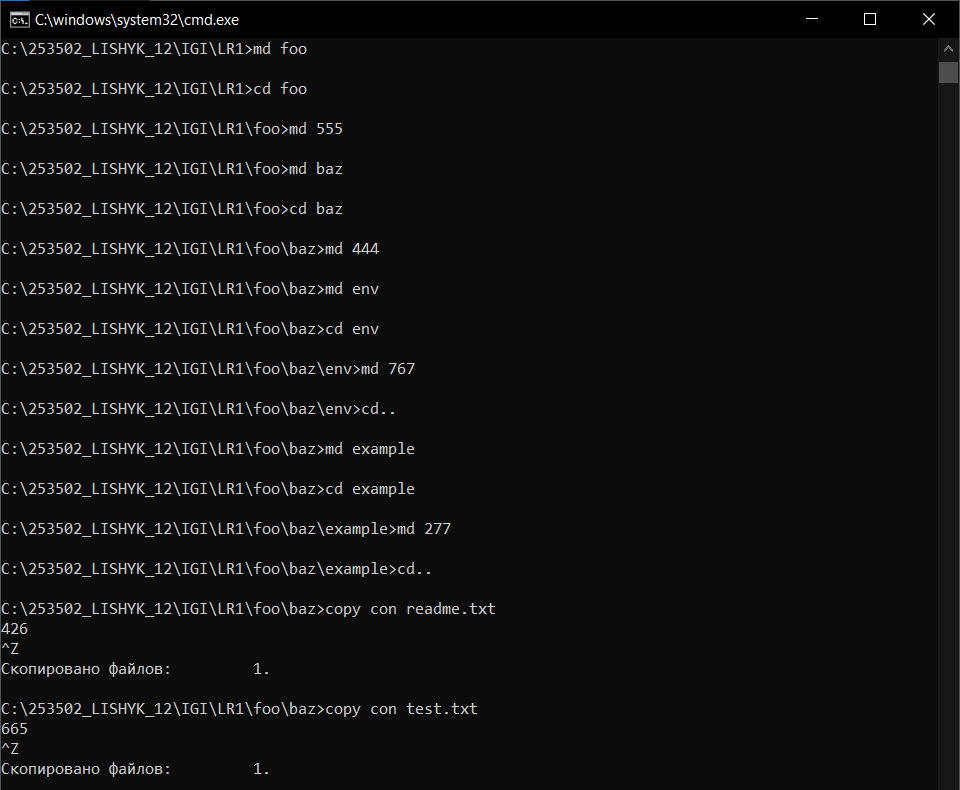 C:\windows\system32\cmd.exe
C:\253502_LISHYK_12\IGI\LR1>md foo
C:\253502_LISHYK_12\IGI\LR1>cd foo
C:\253502_LISHYK_12\IGI\LR1\foo>md 555
C:\253502_LISHYK_12\IGI\LR1\foo>md baz
C:\253502_LISHYK_12\IGI\LR1\foo>cd baz
C:\253502_LISHYK_12\IGI\LR1\foo\baz>md 444
C:\253502_LISHYK_12\IGI\LR1\foo\baz>md env
C:\253502_LISHYK_12\IGI\LR1\foo\baz>cd env
C:\253502_LISHYK_12\IGI\LR1\foo\baz\env>md 767
C:\253502_LISHYK_12\IGI\LR1\foo\baz\env>cd..
C:\253502_LISHYK_12\IGI\LR1\foo\baz>md example
C:\253502_LISHYK_12\IGI\LR1\foo\baz>cd example
C:\253502_LISHYK_12\IGI\LR1\foo\baz\example>md 277
C:\253502_LISHYK_12\IGI\LR1\foo\baz\example>cd..
C:\253502_LISHYK_12\IGI\LR1\foo\baz>copy con readme.txt
426
^Z
Скопировано файлов:         1.
C:\253502_LISHYK_12\IGI\LR1\foo\baz>copy con test.txt
665
^Z
Скопировано файлов:         1.